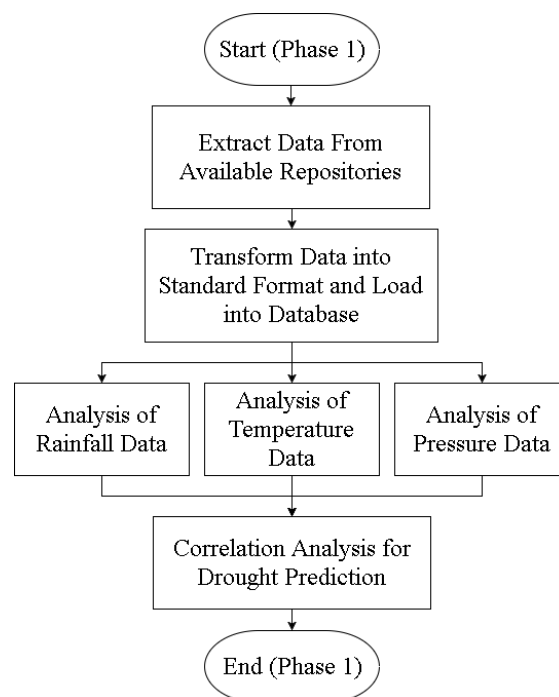 Start (Phase 1)
Extract Data From
Available Repositories
Transform Data into
Standard Format and Load
into Database
Analysis of
Rainfall Data
Analysis of
Temperature
Data
Analysis of
Pressure Data
Correlation Analysis for
Drought Prediction
End (Phase 1)